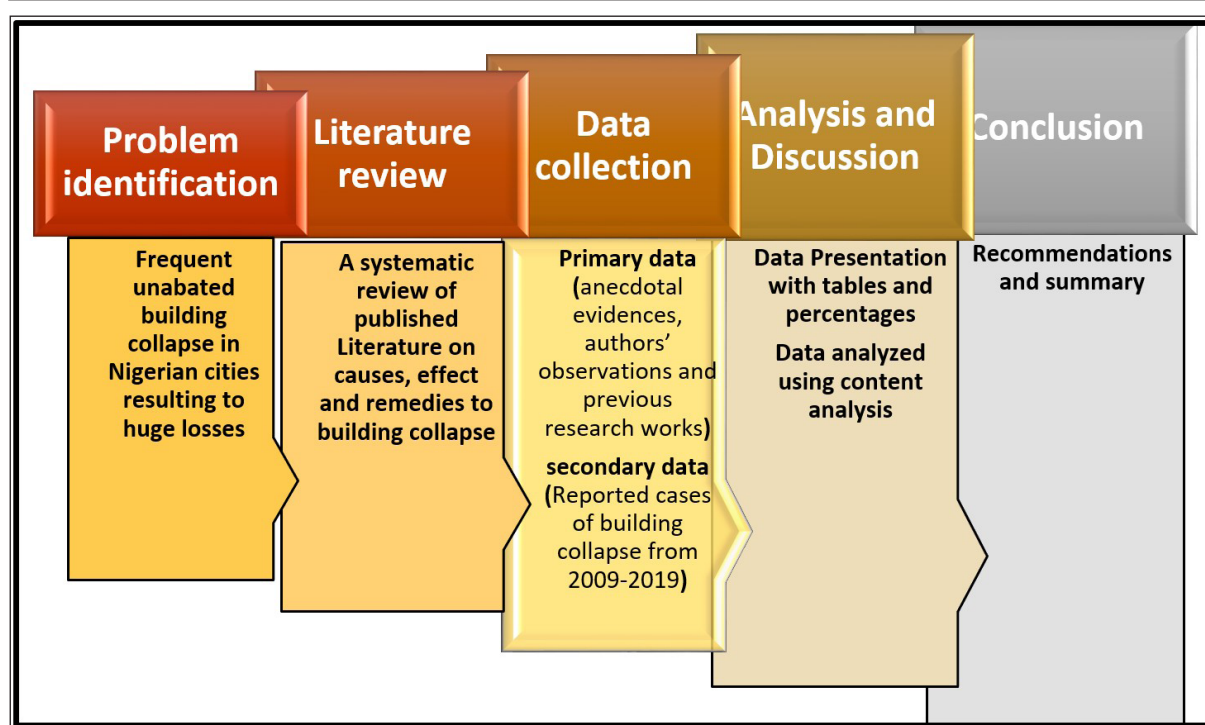 Problem
identification
Frequent
unabated
building
collapse in
Nigerian cities
resulting to
huge losses
Literature
review
A systematic
review of
published
Literature on
causes, effect
and remedies to
building collapse
Data
collection
Primary data
(anecdotal
evidences,
authors’
observations and
previous
research works)
secondary data
(Reported cases
of building
collapse from
2009-2019)
Analysis and
Discussion
Data Presentation
with tables and
percentages
Data analyzed
using content
analysis
Conclusion
Recommendations
and summary